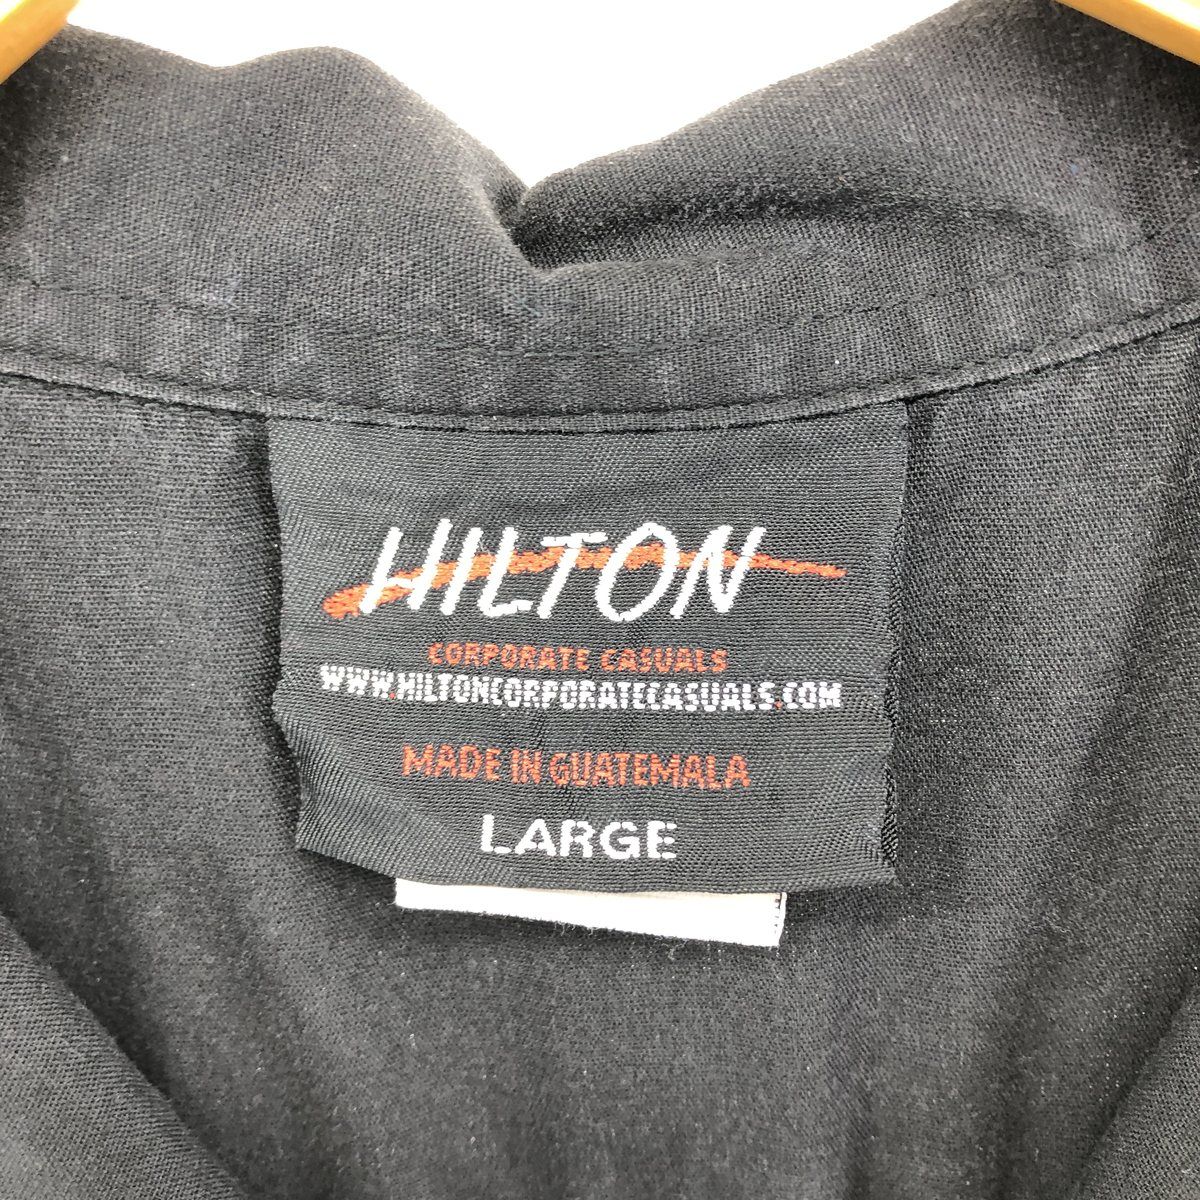 HILTON
CORPORATE CASUALS
WWW.HILTONCORPORATECASUALS.COM
MADE IN GUATEMALA
LARGE